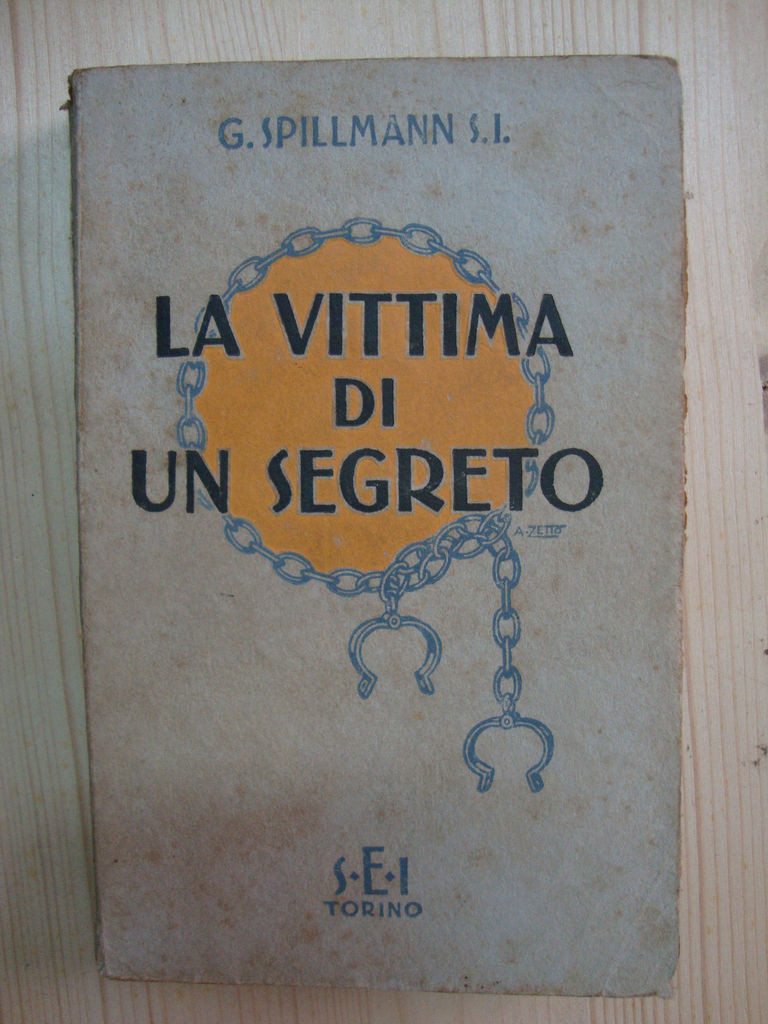 G. SPILLMANN S.I.
LA VITTIMA
DI
UN SEGRETO
A. ZETTO
S·E·I
TORINO